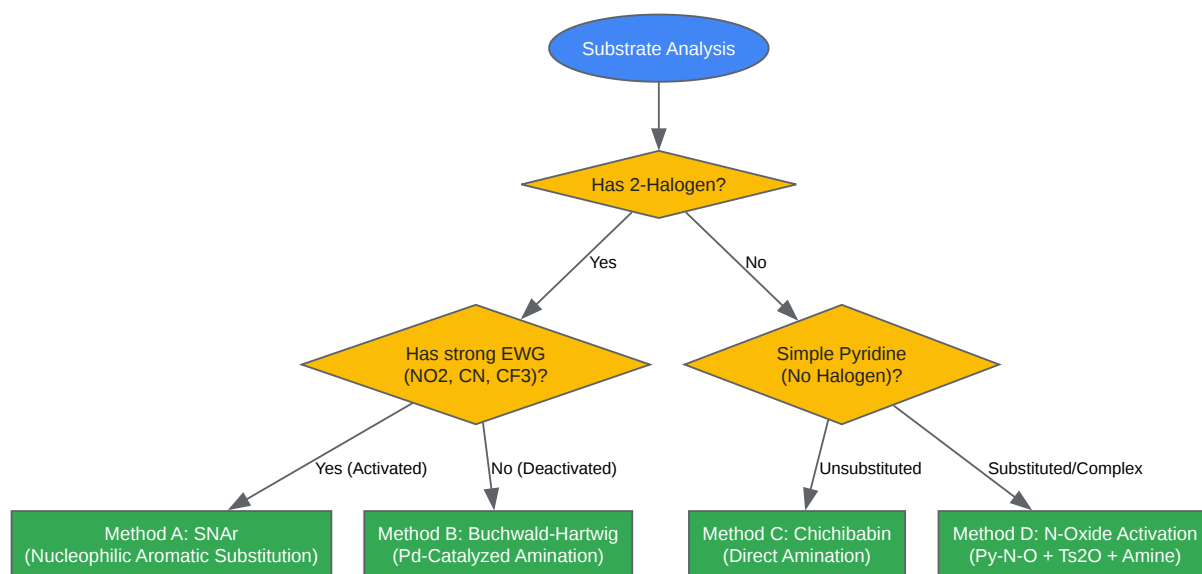 Substrate Analysis
Has 2-Halogen?
Yes
No
Has strong EWG
(NO2, CN, CF3)?
Simple Pyridine
(No Halogen)?
Yes (Activated)
No (Deactivated)
Unsubstituted
Substituted/Complex
Method A: SNAr
(Nucleophilic Aromatic Substitution)
Method B: Buchwald-Hartwig
(Pd-Catalyzed Amination)
Method C: Chichibabin
(Direct Amination)
Method D: N-Oxide Activation
(Py-N-O + Ts2O + Amine)